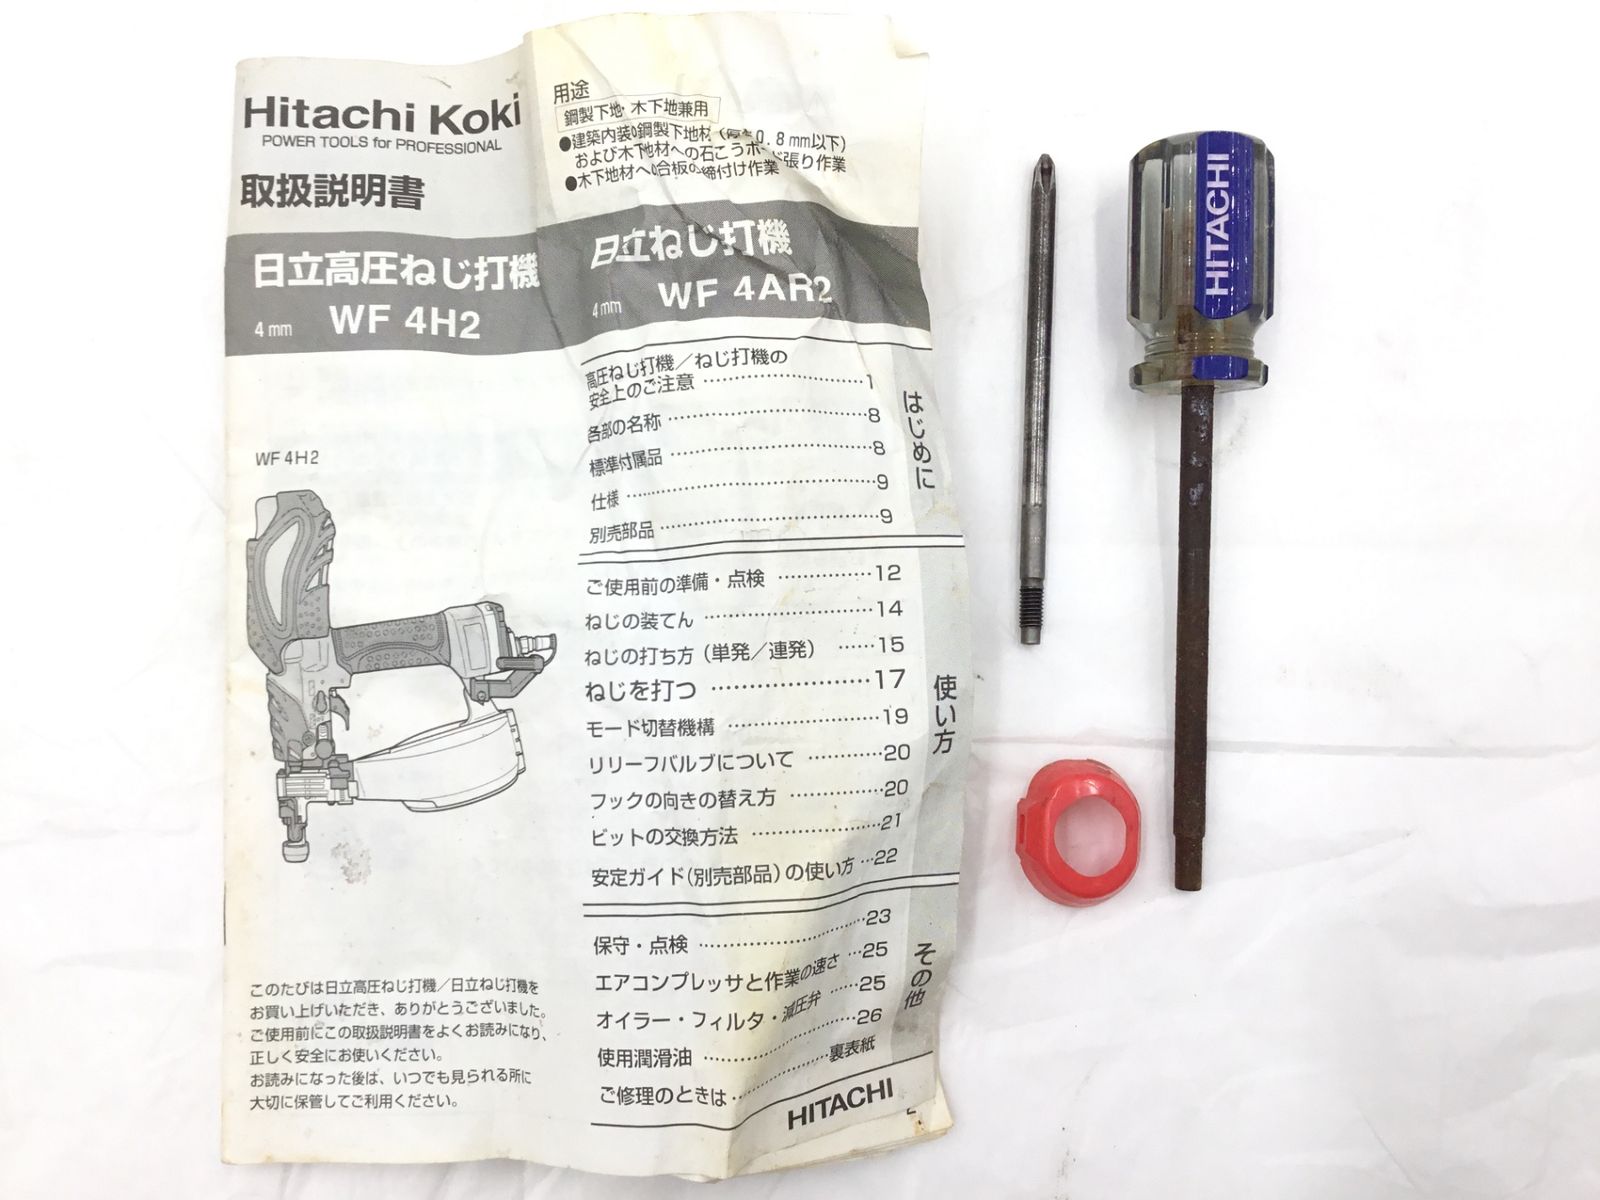 Hitachi Koki
POWER TOOLS for PROFESSIONAL
取扱説明書
日立高圧ねじ打機
4mm WF 4H2
WF 4H2
このたびは日立高圧ねじ打機／日立ねじ打機を
お買い上げいただき、ありがとうございました。
ご使用前にこの取扱説明書をよくお読みになり、
正しく安全にお使いください。
お読みになった後は、いつでも見られる所に
大切に保管してご利用ください。
用途
鋼製下地・木下地兼用
●建築内装の鋼製下地材（厚さ0.8mm以下）
および木下地材への石こうボード張り作業
●木下地材への合板の締付け作業
日立ねじ打機
4mm WF 4AR2
はじめに
高圧ねじ打機／ねじ打機の
安全上のご注意 ……………1
各部の名称 ……………8
標準付属品 ……………8
仕様 ……………9
別売部品 ……………9
使い方
ご使用前の準備・点検 ……………12
ねじの装てん ……………14
ねじの打ち方（単発／連発） ……15
ねじを打つ ……………17
モード切替機構 ……………19
リリーフバルブについて …………20
フックの向きの替え方 …………20
ビットの交換方法 ……………21
安定ガイド（別売部品）の使い方 …22
その他
保守・点検 ……………23
エアコンプレッサと作業の速さ …25
オイラー・フィルタ・減圧弁 ……25
使用潤滑油 ……………26
ご修理のときは ……………裏表紙
HITACHI
HITACHI